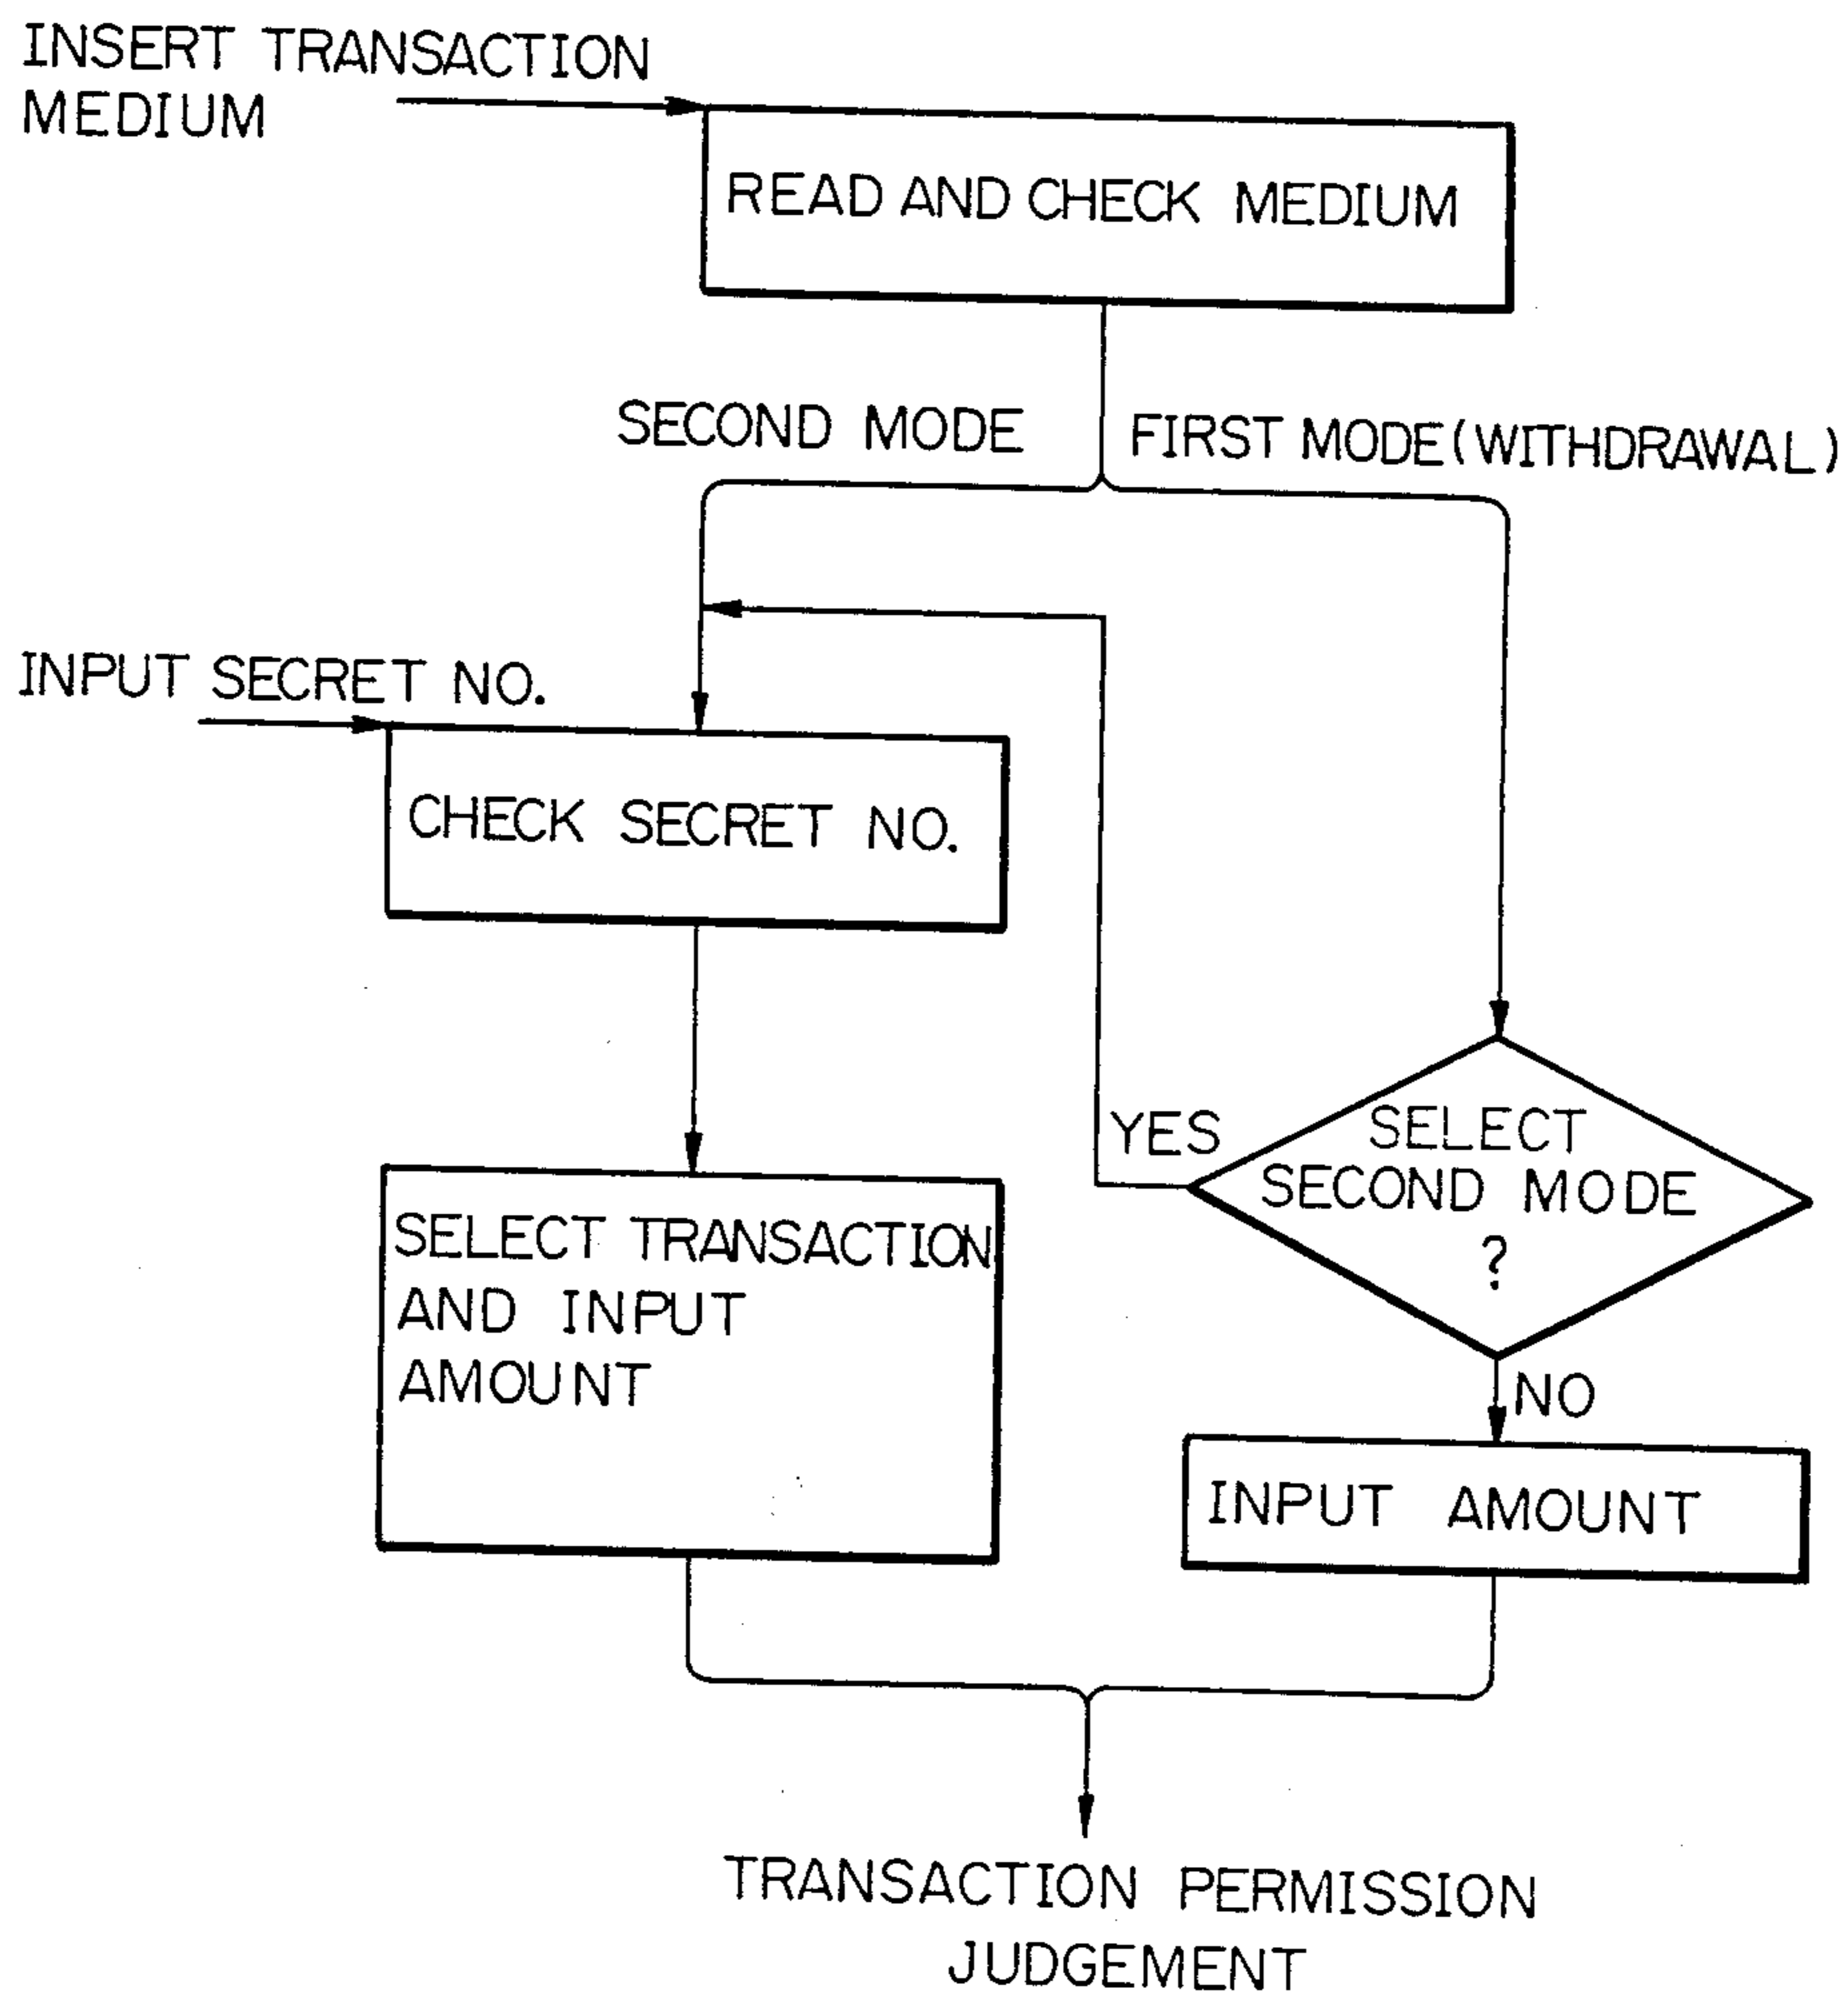 INSERT TRANSACTION
MEDIUM
READ AND CHECK MEDIUM
SECOND MODE
FIRST MODE(WITHDRAWAL)
INPUT SECRET NO.
CHECK SECRET NO.
YES
SELECT
SECOND MODE
?
SELECT TRANSACTION
AND INPUT
AMOUNT
NO
INPUT AMOUNT
TRANSACTION PERMISSION
JUDGEMENT